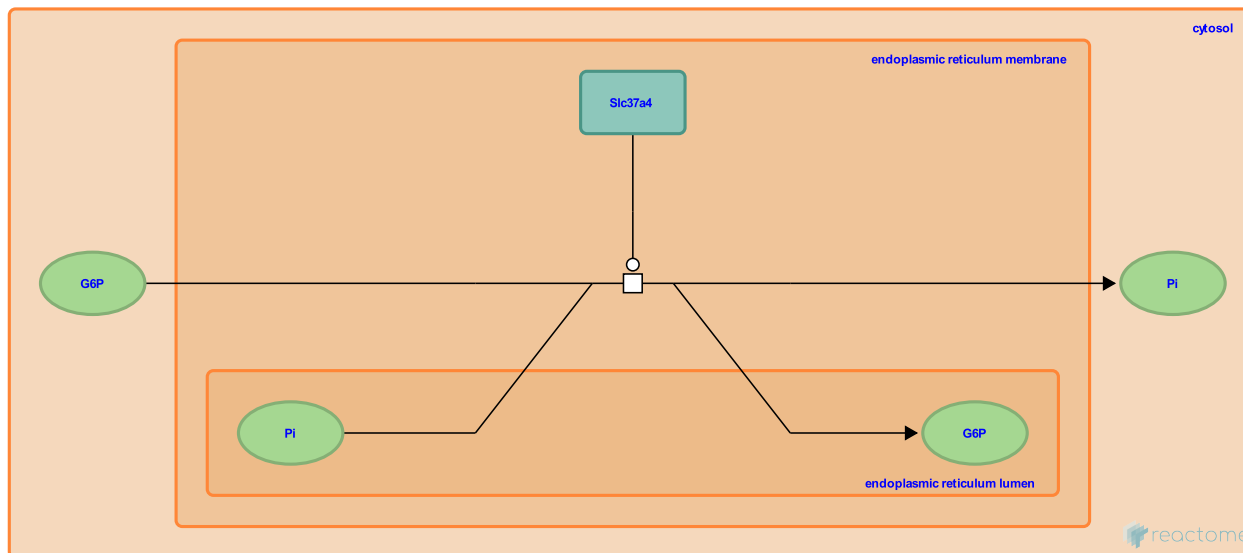 cytosol
endoplasmic reticulum membrane
Slc37a4
G6P
Pi
Pi
G6P
endoplasmic reticulum lumen
reactome